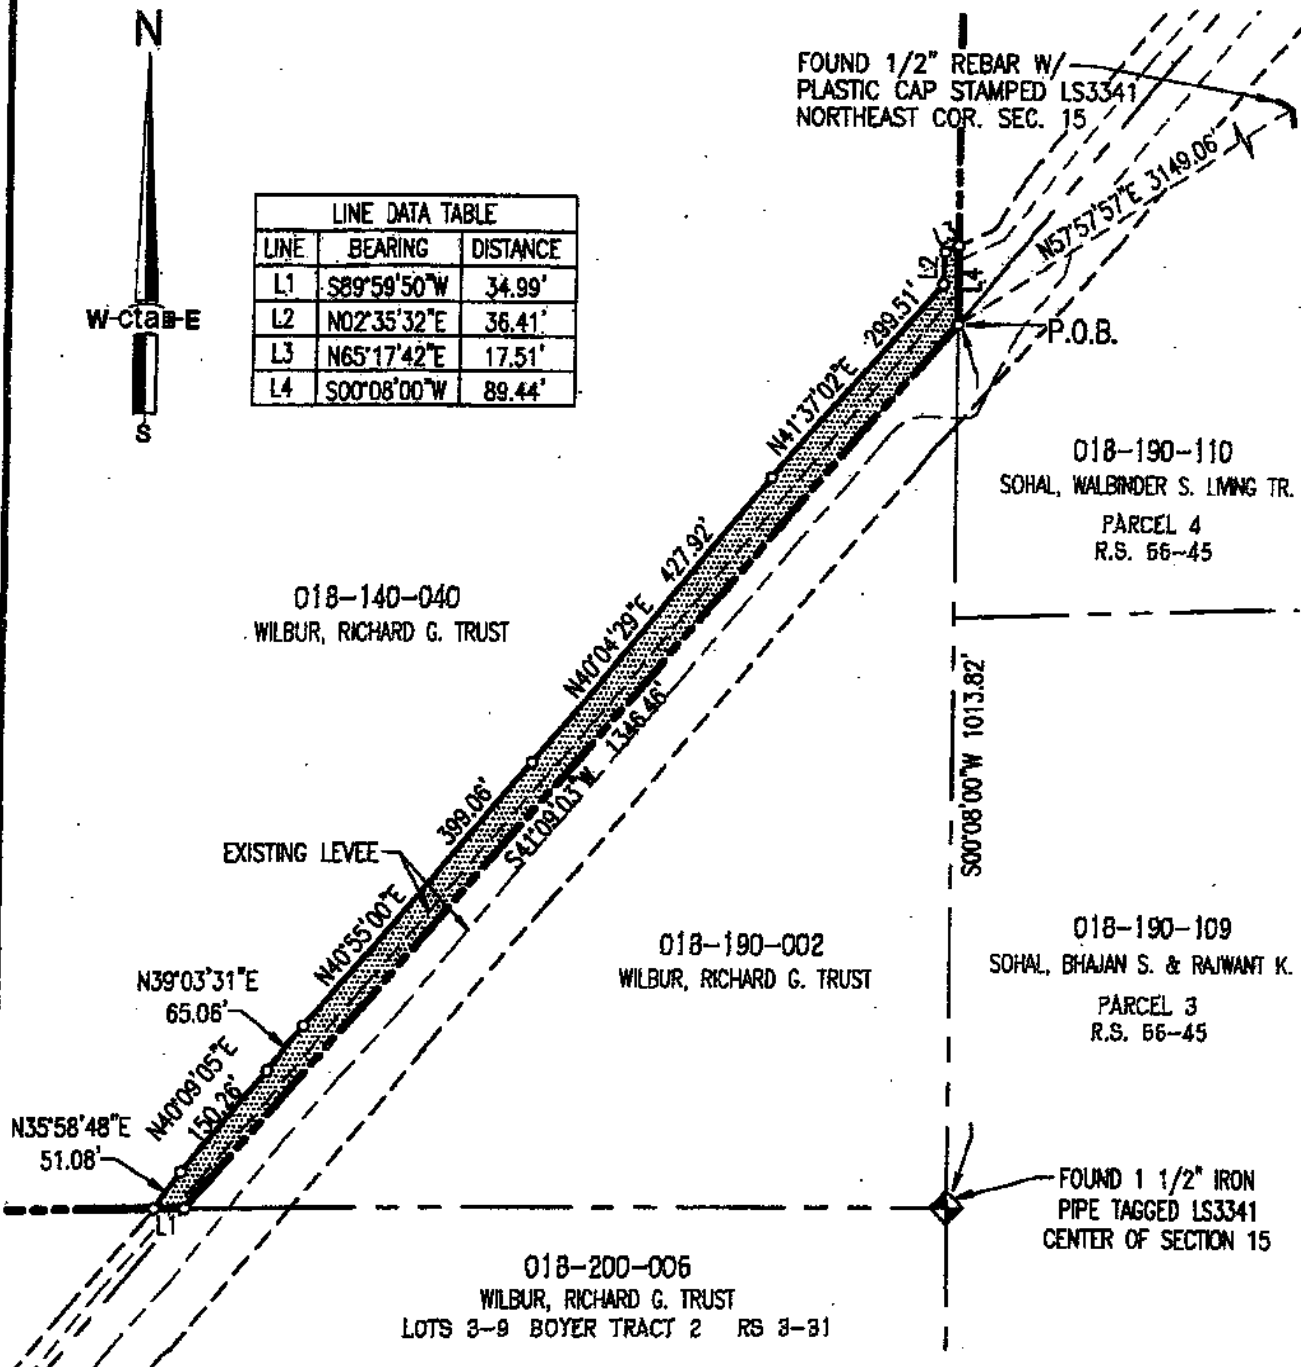 N
FOUND 1/2" REBAR W/
PLASTIC CAP STAMPED LS3341
NORTHEAST COR. SEC. 15
N57°57'57"E 3149.06'
LINE DATA TABLE
LINE BEARING DISTANCE
L1 S89°59'50"W 34.99'
L2 N02°35'32"E 36.41'
L3 N65°17'42"E 17.51'
L4 S00°08'00"W 89.44'
W-cta-E
S
L3
L2
L4
P.O.B.
N41°37'02"E 299.51'
018-190-110
SOHAL, WALBINDER S. LIVING TR.
PARCEL 4
R.S. 66-45
N40°04'29"E 427.92'
018-140-040
WILBUR, RICHARD G. TRUST
S41°09'03"W 1346.46'
S00°08'00"W 1013.82'
N40°55'00"E 399.06'
EXISTING LEVEE
018-190-002
WILBUR, RICHARD G. TRUST
018-190-109
SOHAL, BHAJAN S. & RAJWANT K.
PARCEL 3
R.S. 66-45
N39°03'31"E
65.06'
N40°09'05"E
150.26'
N35°58'48"E
51.08'
L1
FOUND 1 1/2" IRON
PIPE TAGGED LS3341
CENTER OF SECTION 15
018-200-006
WILBUR, RICHARD G. TRUST
LOTS 3-9 BOYER TRACT 2 RS 3-31